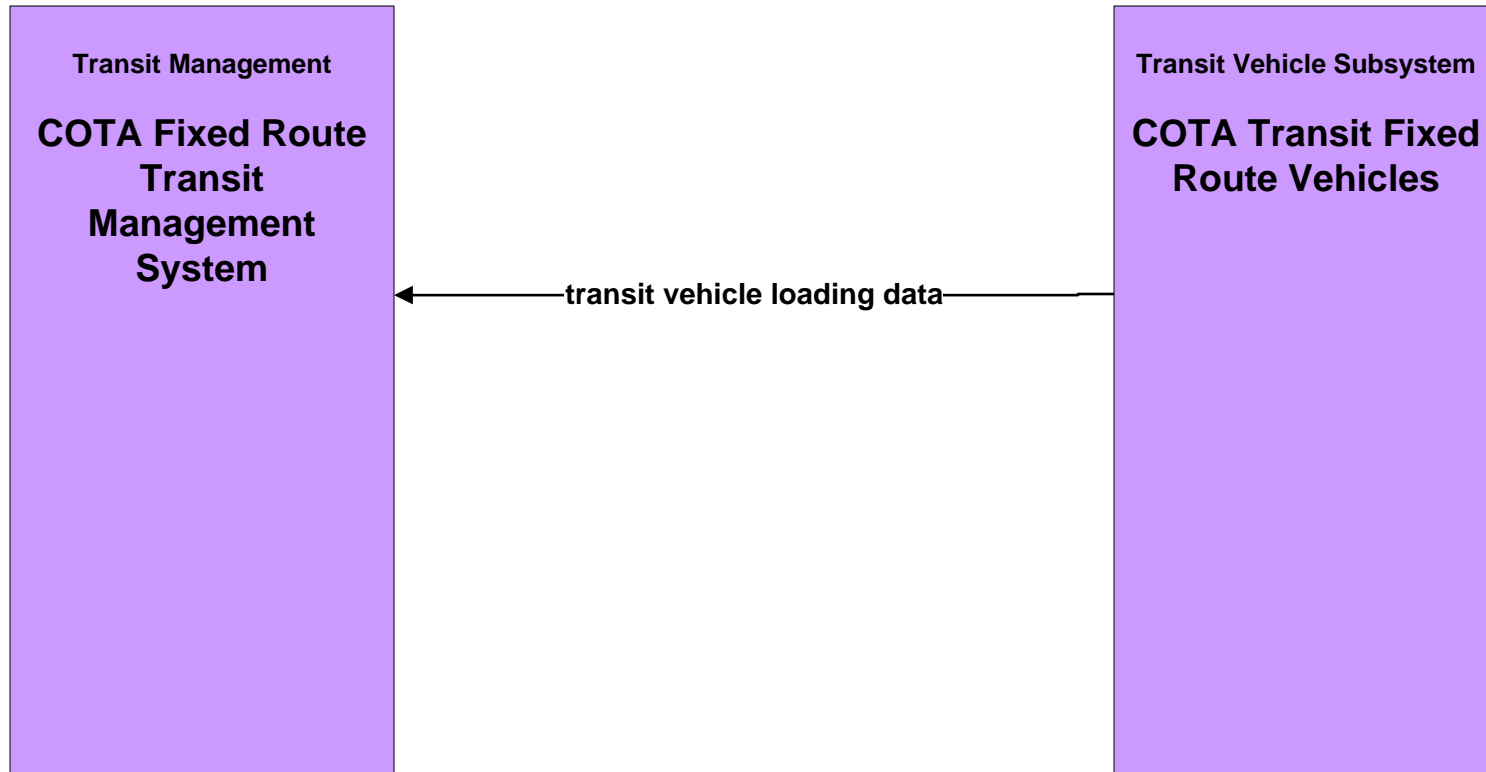 Transit Management
COTA Fixed Route
Transit
Management
System
transit vehicle loading data
Transit Vehicle Subsystem
COTA Transit Fixed
Route Vehicles